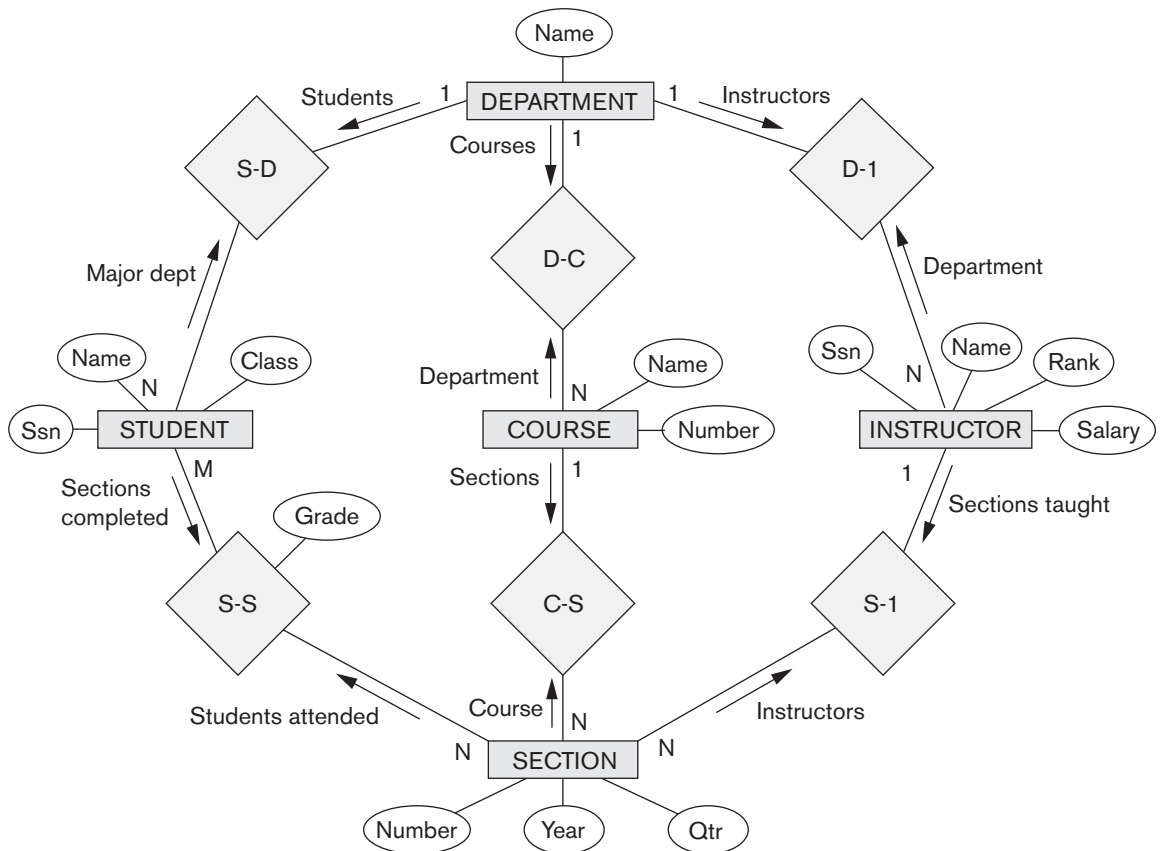 Name
Students
1
DEPARTMENT
1
Instructors
Courses
1
S-D
D-1
D-C
Major dept
Department
Name
Class
N
Ssn
STUDENT
M
Department
N
Name
COURSE
Number
Ssn
Name
Rank
N
INSTRUCTOR
Salary
1
Sections
completed
Grade
Sections
1
Sections taught
S-S
C-S
S-1
Students attended
Course
N
Instructors
N
SECTION
N
Number
Year
Qtr